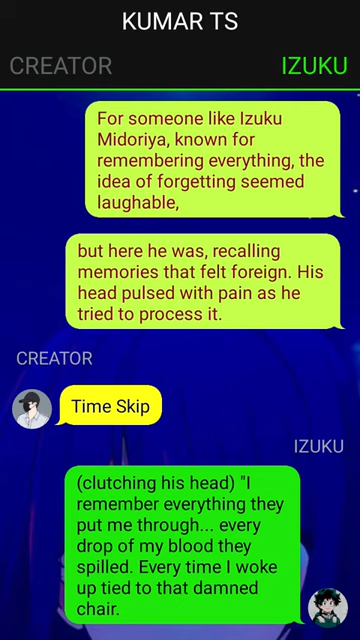 KUMAR TS
CREATOR
IZUKU
For someone like Izuku
Midoriya, known for
remembering everything, the
idea of forgetting seemed
laughable,
but here he was, recalling
memories that felt foreign. His
head pulsed with pain as he
tried to process it.
CREATOR
Time Skip
IZUKU
(clutching his head) "I
remember everything they
put me through... every
drop of my blood they
spilled. Every time I woke
up tied to that damned
chair.